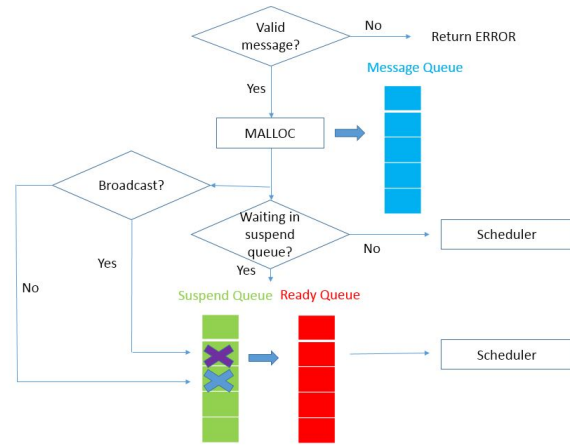 Valid
message?
No
Return ERROR
Message Queue
Yes
MALLOC
Broadcast?
Waiting in
suspend
queue?
No
Scheduler
Yes
Yes
No
Suspend Queue
Ready Queue
Scheduler